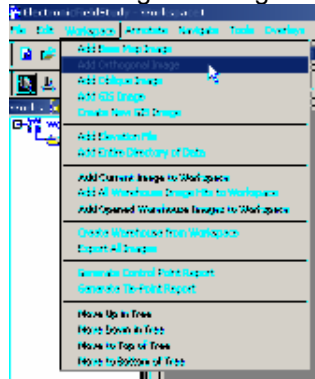 File Edit Workspace Annotate Navigate Tools Overlays
Add Base Map Image
Add Orthogonal Image
Add Oblique Image
Add GIS Image
Create New GIS Image
Add Elevation File
Add Entire Directory of Data
Add Current Image to Workspace
Add All Warehouse Image Hits to Workspace
Add Opened Warehouse Images to Workspace
Create Warehouse from Workspace
Export All Images
Generate Control Point Report
Generate Tie-Point Report
Move Up in Tree
Move Down in Tree
Move to Top of Tree
Move to Bottom of Tree